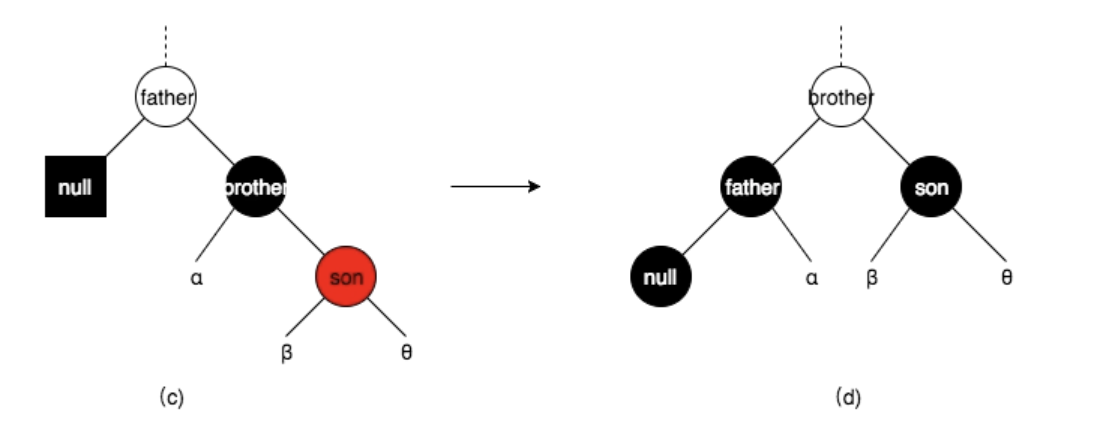 father
brother
null
brother
father
son
α
son
null
α
β
θ
β
θ
(c)
(d)